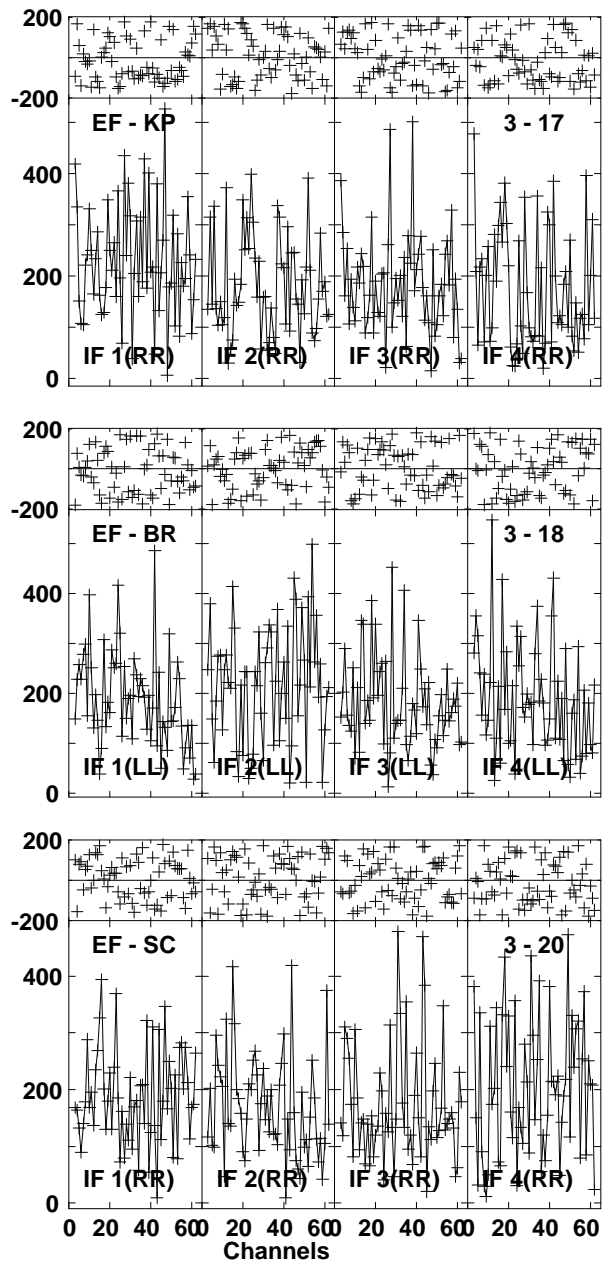 200
-200
EF - KP 3 - 17
400
200
IF 1(RR) IF 2(RR) IF 3(RR) IF 4(RR)
0
200
-200
EF - BR 3 - 18
400
200
IF 1(LL) IF 2(LL) IF 3(LL) IF 4(LL)
0
200
-200
EF - SC 3 - 20
400
200
IF 1(RR) IF 2(RR) IF 3(RR) IF 4(RR)
0
0 20 40 60 0 20 40 60 0 20 40 60 0 20 40 60
Channels